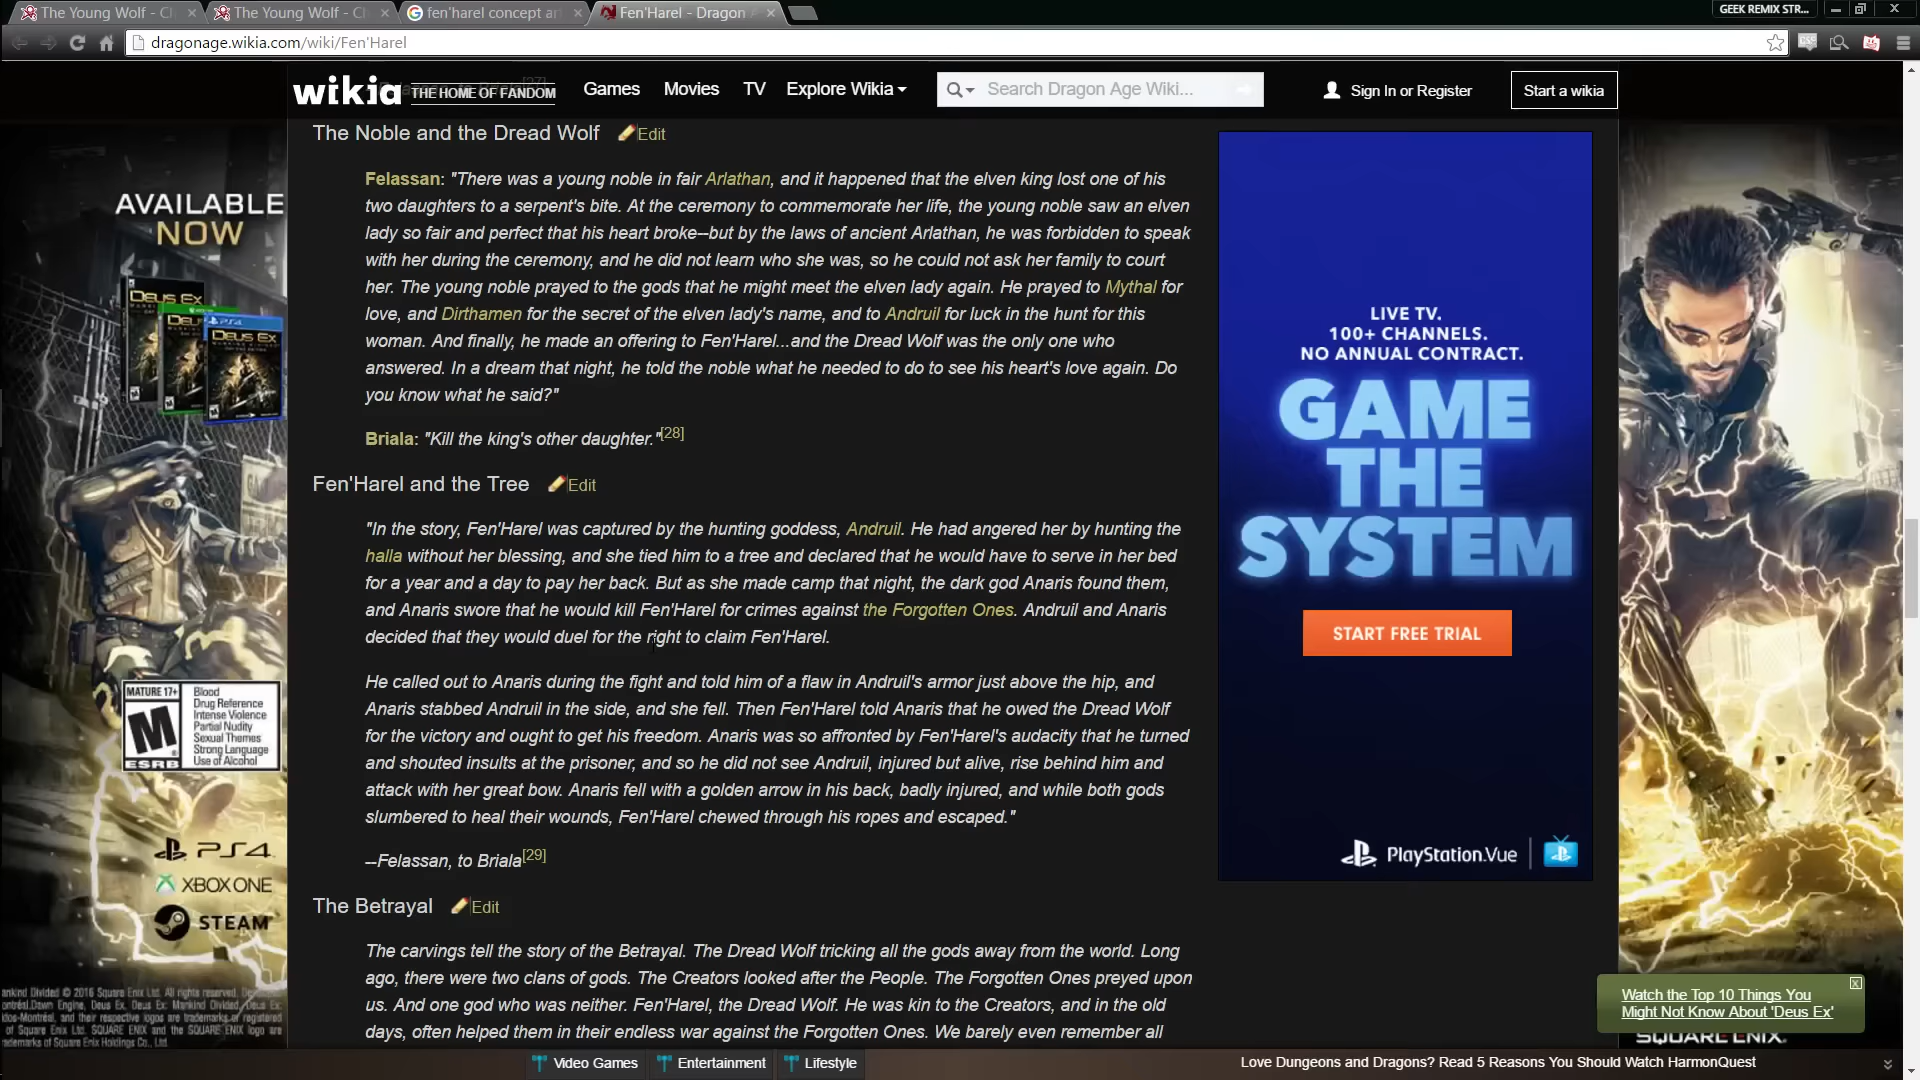 The Young Wolf - Ch
The Young Wolf - Ch
fen'harel concept ar
Fen'Harel - Dragon A
GEEK REMIX STR...
dragonage.wikia.com/wiki/Fen'Harel
wikia THE HOME OF FANDOM
Games Movies TV Explore Wikia
Search Dragon Age Wiki...
Sign In or Register
Start a wikia
The Noble and the Dread Wolf Edit
Felassan: "There was a young noble in fair Arlathan, and it happened that the elven king lost one of his
two daughters to a serpent's bite. At the ceremony to commemorate her life, the young noble saw an elven
lady so fair and perfect that his heart broke--but by the laws of ancient Arlathan, he was forbidden to speak
with her during the ceremony, and he did not learn who she was, so he could not ask her family to court
her. The young noble prayed to the gods that he might meet the elven lady again. He prayed to Mythal for
love, and Dirthamen for the secret of the elven lady's name, and to Andruil for luck in the hunt for this
woman. And finally, he made an offering to Fen'Harel...and the Dread Wolf was the only one who
answered. In a dream that night, he told the noble what he needed to do to see his heart's love again. Do
you know what he said?"
Briala: "Kill the king's other daughter."[28]
Fen'Harel and the Tree Edit
"In the story, Fen'Harel was captured by the hunting goddess, Andruil. He had angered her by hunting the
halla without her blessing, and she tied him to a tree and declared that he would have to serve in her bed
for a year and a day to pay her back. But as she made camp that night, the dark god Anaris found them,
and Anaris swore that he would kill Fen'Harel for crimes against the Forgotten Ones. Andruil and Anaris
decided that they would duel for the right to claim Fen'Harel.
He called out to Anaris during the fight and told him of a flaw in Andruil's armor just above the hip, and
Anaris stabbed Andruil in the side, and she fell. Then Fen'Harel told Anaris that he owed the Dread Wolf
for the victory and ought to get his freedom. Anaris was so affronted by Fen'Harel's audacity that he turned
and shouted insults at the prisoner, and so he did not see Andruil, injured but alive, rise behind him and
attack with her great bow. Anaris fell with a golden arrow in his back, badly injured, and while both gods
slumbered to heal their wounds, Fen'Harel chewed through his ropes and escaped."
--Felassan, to Briala[29]
The Betrayal Edit
The carvings tell the story of the Betrayal. The Dread Wolf tricking all the gods away from the world. Long
ago, there were two clans of gods. The Creators looked after the People. The Forgotten Ones preyed upon
us. And one god who was neither. Fen'Harel, the Dread Wolf. He was kin to the Creators, and in the old
days, often helped them in their endless war against the Forgotten Ones. We barely even remember all
AVAILABLE
NOW
DEUS EX
DEUS EX
PS4
MATURE 17+
M
ESRB
Blood
Drug Reference
Intense Violence
Partial Nudity
Sexual Themes
Strong Language
Use of Alcohol
PS4
XBOX ONE
STEAM
LIVE TV.
100+ CHANNELS.
NO ANNUAL CONTRACT.
GAME
THE
SYSTEM
START FREE TRIAL
PlayStation.Vue
Watch the Top 10 Things You
Might Not Know About 'Deus Ex'
SQUARE ENIX.
Video Games Entertainment Lifestyle
Love Dungeons and Dragons? Read 5 Reasons You Should Watch HarmonQuest